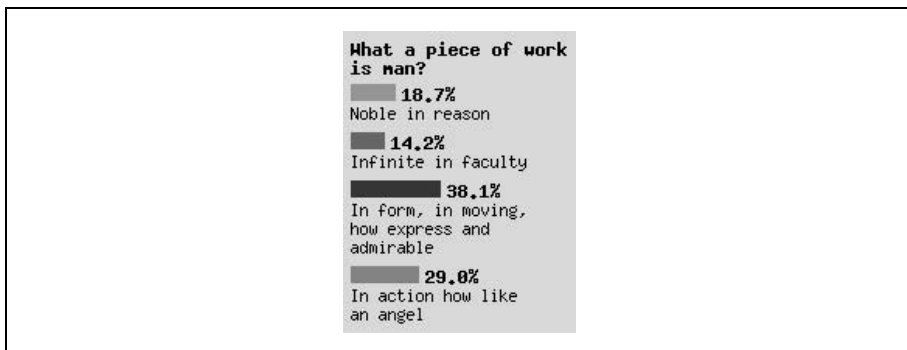 What a piece of work
is man?
18.7%
Noble in reason
14.2%
Infinite in faculty
38.1%
In form, in moving,
how express and
admirable
29.0%
In action how like
an angel